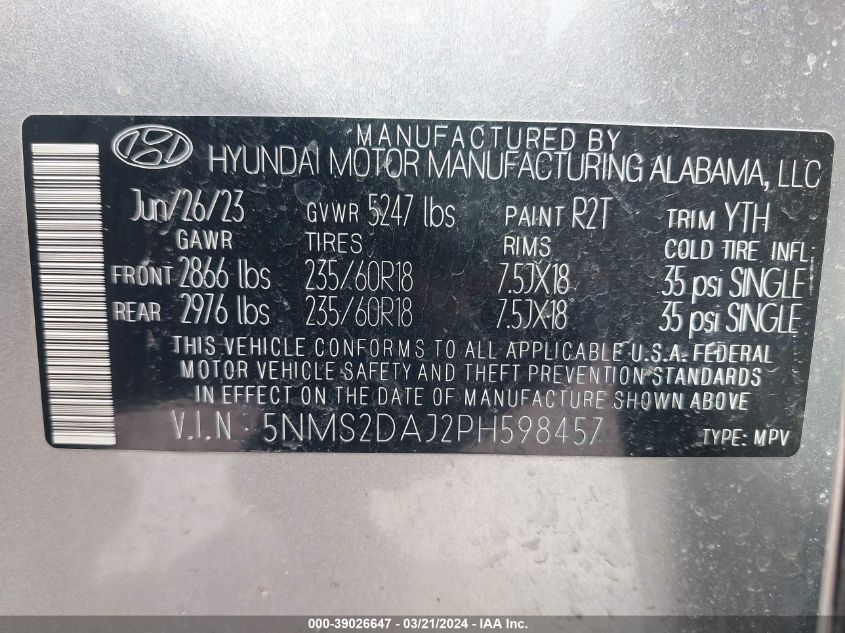 MANUFACTURED BY
HYUNDAI MOTOR MANUFACTURING ALABAMA, LLC
Jun/26/23 GVWR 5247 lbs PAINT R2T TRIM YTH
GAWR TIRES RIMS COLD TIRE INFL.
FRONT 2866 lbs 235/60R18 7.5JX18 35 psi SINGLE
REAR 2976 lbs 235/60R18 7.5JX18 35 psi SINGLE
THIS VEHICLE CONFORMS TO ALL APPLICABLE U.S.A. FEDERAL
MOTOR VEHICLE SAFETY AND THEFT PREVENTION STANDARDS
IN EFFECT ON THE DATE OF MANUFACTURE SHOWN ABOVE
V.I.N 5NMS2DAJ2PH598457 TYPE: MPV
000-39026647 - 03/21/2024 - IAA Inc.